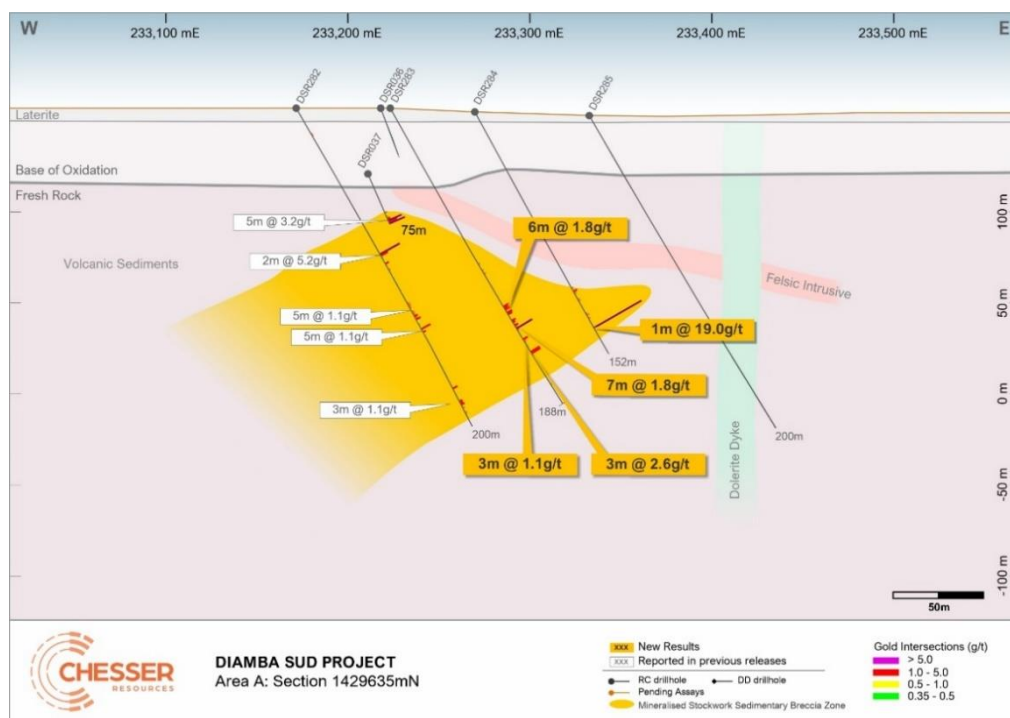 W
E
233,100 mE
233,200 mE
233,300 mE
233,400 mE
233,500 mE
DSR282
DSR036
DSR283
DSR284
DSR285
DSR037
Laterite
Base of Oxidation
Fresh Rock
Volcanic Sediments
5m @ 3.2g/t
75m
2m @ 5.2g/t
5m @ 1.1g/t
5m @ 1.1g/t
3m @ 1.1g/t
200m
6m @ 1.8g/t
1m @ 19.0g/t
152m
7m @ 1.8g/t
188m
3m @ 1.1g/t
3m @ 2.6g/t
200m
Felsic Intrusive
Dolerite Dyke
100 m
50 m
0 m
-50 m
-100 m
50m
CHESSER
RESOURCES
DIAMBA SUD PROJECT
Area A: Section 1429635mN
XXX New Results
XXX Reported in previous releases
RC drillhole
DD drillhole
Pending Assays
Mineralised Stockwork Sedimentary Breccia Zone
Gold Intersections (g/t)
> 5.0
1.0 - 5.0
0.5 - 1.0
0.35 - 0.5